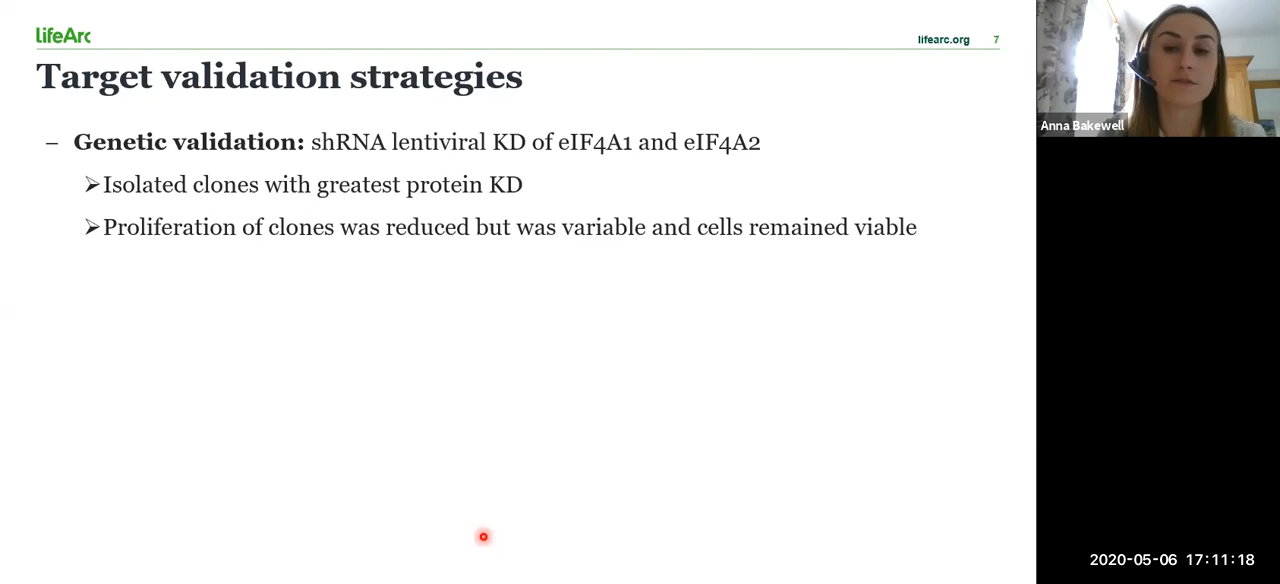 lifeArc
lifearc.org 7
Target validation strategies
– Genetic validation: shRNA lentiviral KD of eIF4A1 and eIF4A2
➢Isolated clones with greatest protein KD
➢Proliferation of clones was reduced but was variable and cells remained viable
Anna Bakewell
2020-05-06 17:11:18